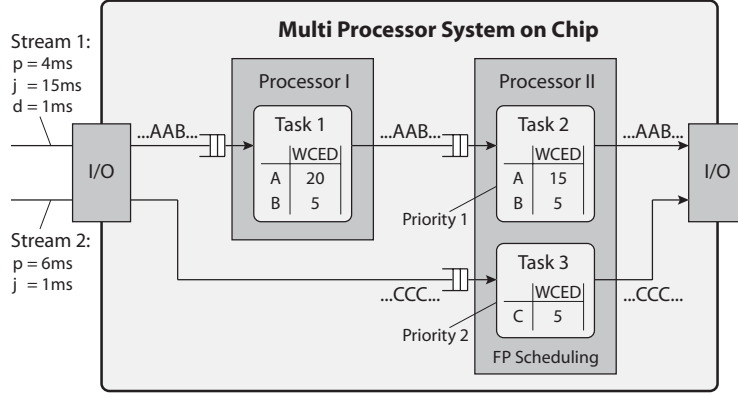 Multi Processor System on Chip
Stream 1:
p = 4ms
j = 15ms
d = 1ms
I/O
Stream 2:
p = 6ms
j = 1ms
...AAB...
Processor I
Task 1
WCED
A 20
B 5
...AAB...
Processor II
Task 2
WCED
A 15
B 5
Priority 1
...AAB...
I/O
...CCC...
Task 3
WCED
C 5
Priority 2
...CCC...
FP Scheduling